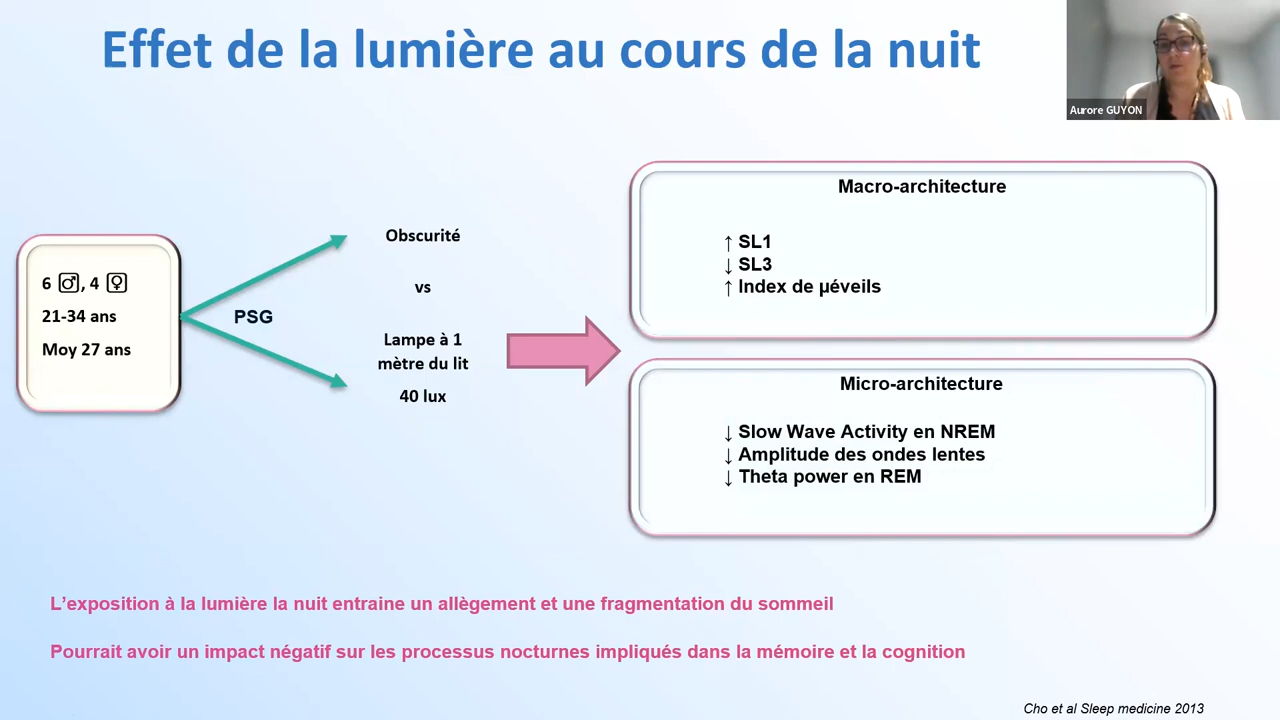 Effet de la lumière au cours de la nuit
Aurore GUYON
6 ♂, 4 ♀
21-34 ans
Moy 27 ans
PSG
Obscurité
vs
Lampe à 1
mètre du lit
40 lux
Macro-architecture
↑ SL1
↓ SL3
↑ Index de µéveils
Micro-architecture
↓ Slow Wave Activity en NREM
↓ Amplitude des ondes lentes
↓ Theta power en REM
L’exposition à la lumière la nuit entraine un allègement et une fragmentation du sommeil
Pourrait avoir un impact négatif sur les processus nocturnes impliqués dans la mémoire et la cognition
Cho et al Sleep medicine 2013